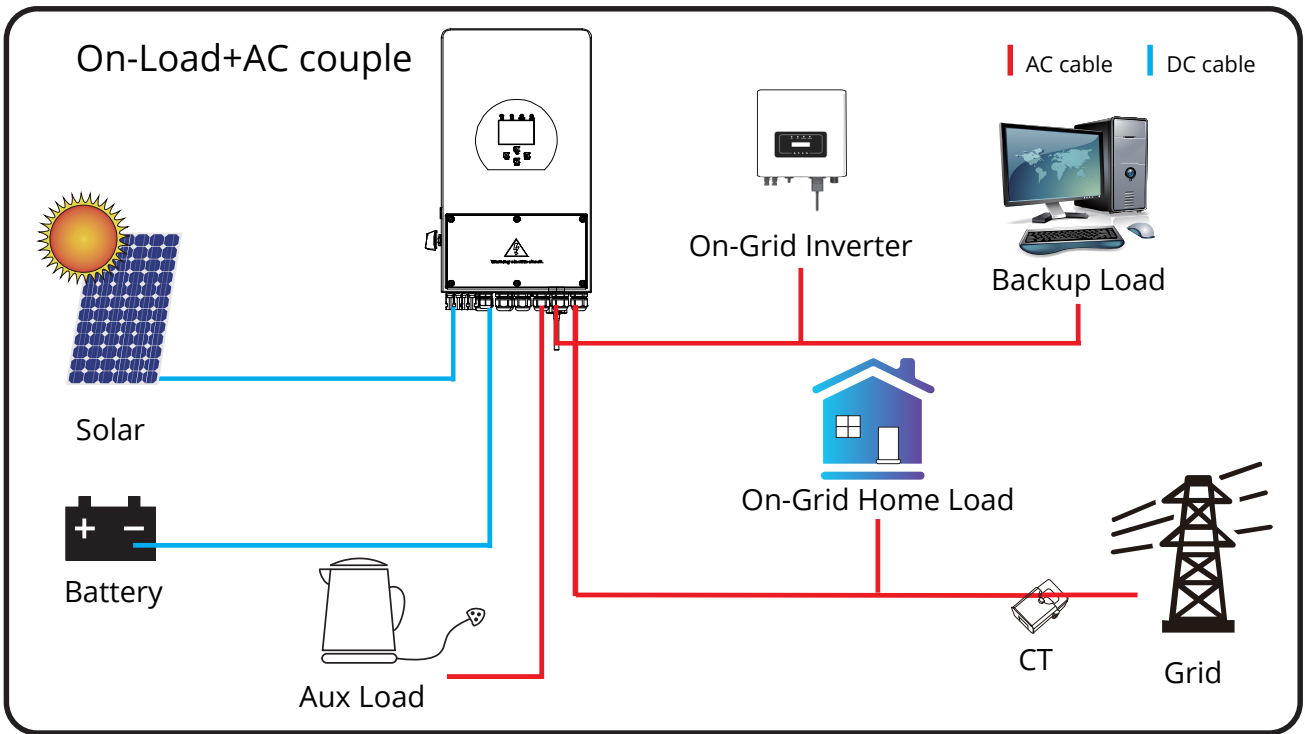 On-Load+AC couple
AC cable
DC cable
On-Grid Inverter
Backup Load
Solar
On-Grid Home Load
Battery
+ −
Aux Load
CT
Grid